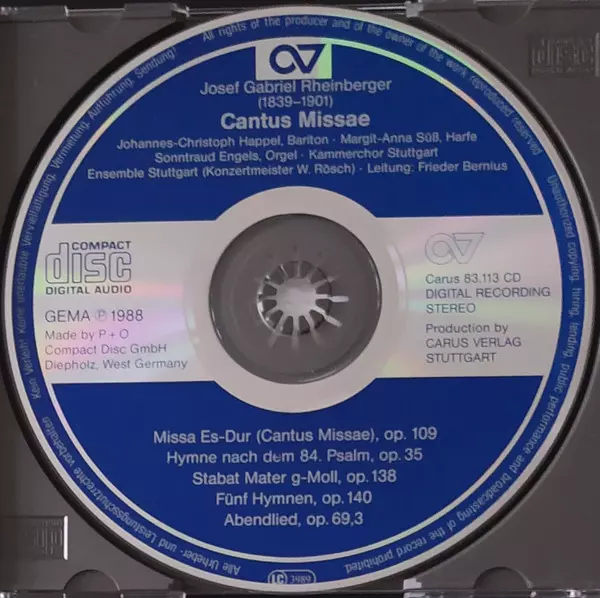 Josef Gabriel Rheinberger
(1839–1901)
Cantus Missae
Johannes-Christoph Happel, Bariton · Margit-Anna Süß, Harfe
Sonntraud Engels, Orgel · Kammerchor Stuttgart
Ensemble Stuttgart (Konzertmeister W. Rösch) · Leitung: Frieder Bernius
COMPACT
disc
DIGITAL AUDIO
GEMA Ⓟ 1988
Made by P + O
Compact Disc GmbH
Diepholz, West Germany
Carus 83.113 CD
DIGITAL RECORDING
STEREO
Production by
CARUS VERLAG
STUTTGART
Missa Es-Dur (Cantus Missae), op. 109
Hymne nach dem 84. Psalm, op. 35
Stabat Mater g-Moll, op. 138
Fünf Hymnen, op. 140
Abendlied, op. 69,3
All rights of the producer and of the owner of the work reproduced reserved. Unauthorized copying, hiring, lending, public performance and broadcasting of the record prohibited.
Alle Urheber- und Leistungsschutzrechte vorbehalten. Kein Verleih! Keine unerlaubte Vervielfältigung, Vermietung, Aufführung, Sendung!
LC 3486